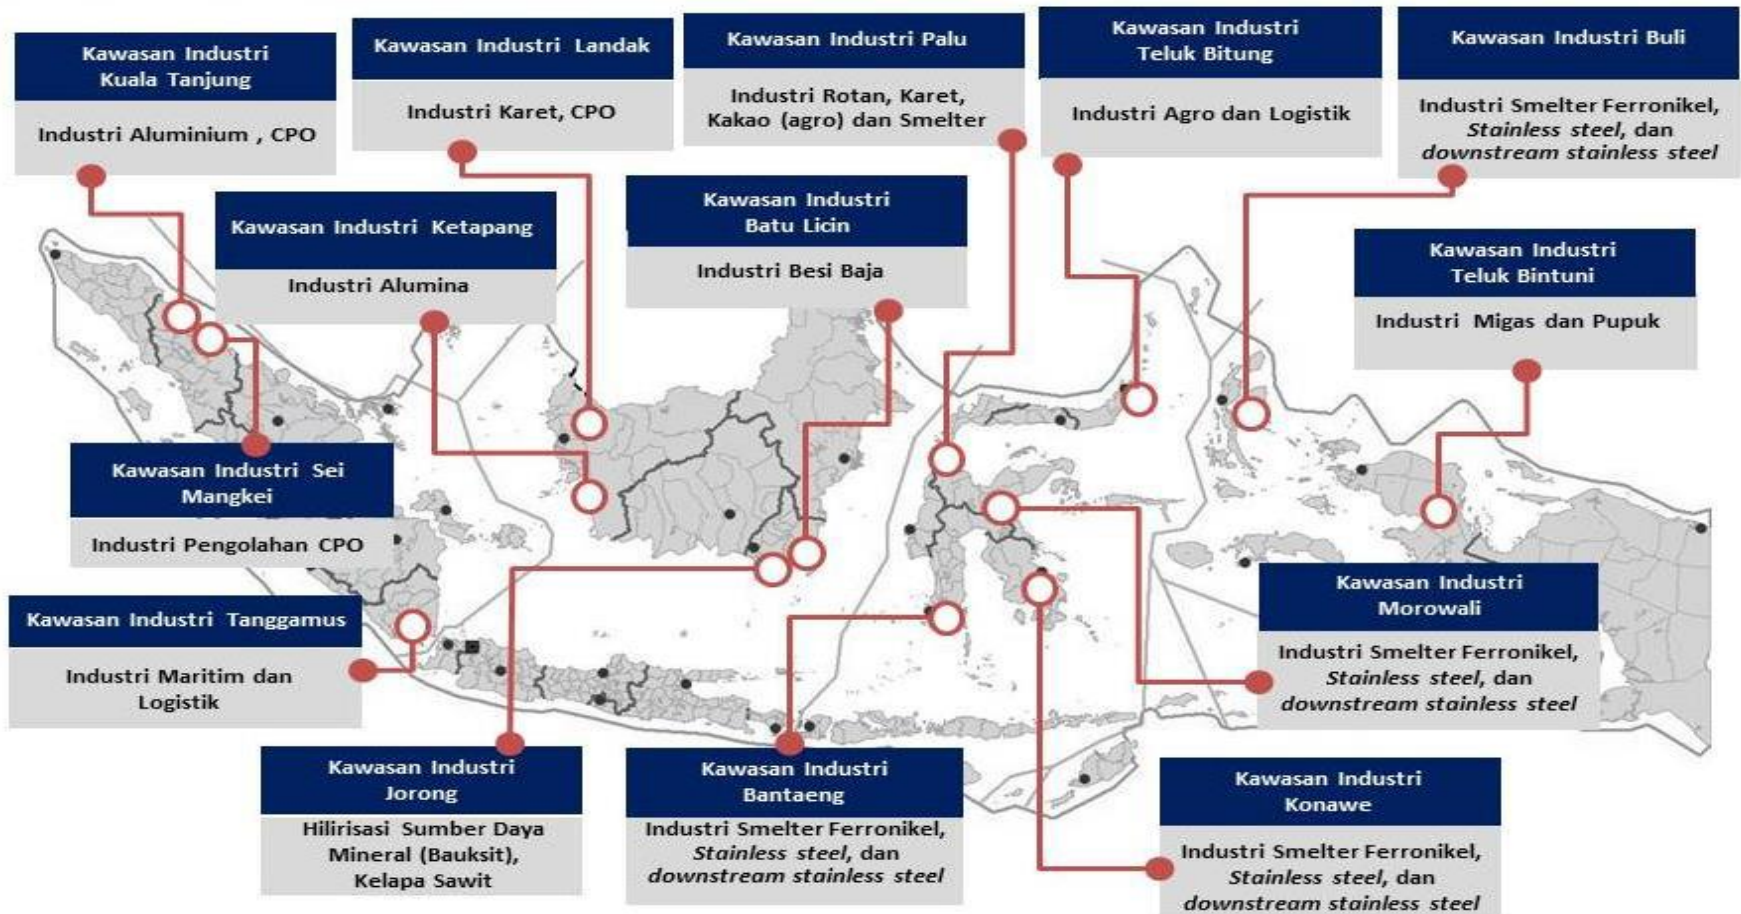 Kawasan Industri
Kuala Tanjung
Industri Aluminium , CPO
Kawasan Industri Landak
Industri Karet, CPO
Kawasan Industri Palu
Industri Rotan, Karet,
Kakao (agro) dan Smelter
Kawasan Industri
Teluk Bitung
Industri Agro dan Logistik
Kawasan Industri Buli
Industri Smelter Ferronikel,
Stainless steel, dan
downstream stainless steel
Kawasan Industri Ketapang
Industri Alumina
Kawasan Industri
Batu Licin
Industri Besi Baja
Kawasan Industri
Teluk Bintuni
Industri Migas dan Pupuk
Kawasan Industri Sei
Mangkei
Industri Pengolahan CPO
Kawasan Industri Tanggamus
Industri Maritim dan
Logistik
Kawasan Industri
Morowali
Industri Smelter Ferronikel,
Stainless steel, dan
downstream stainless steel
Kawasan Industri
Jorong
Hilirisasi Sumber Daya
Mineral (Bauksit),
Kelapa Sawit
Kawasan Industri
Bantaeng
Industri Smelter Ferronikel,
Stainless steel, dan
downstream stainless steel
Kawasan Industri
Konawe
Industri Smelter Ferronikel,
Stainless steel, dan
downstream stainless steel